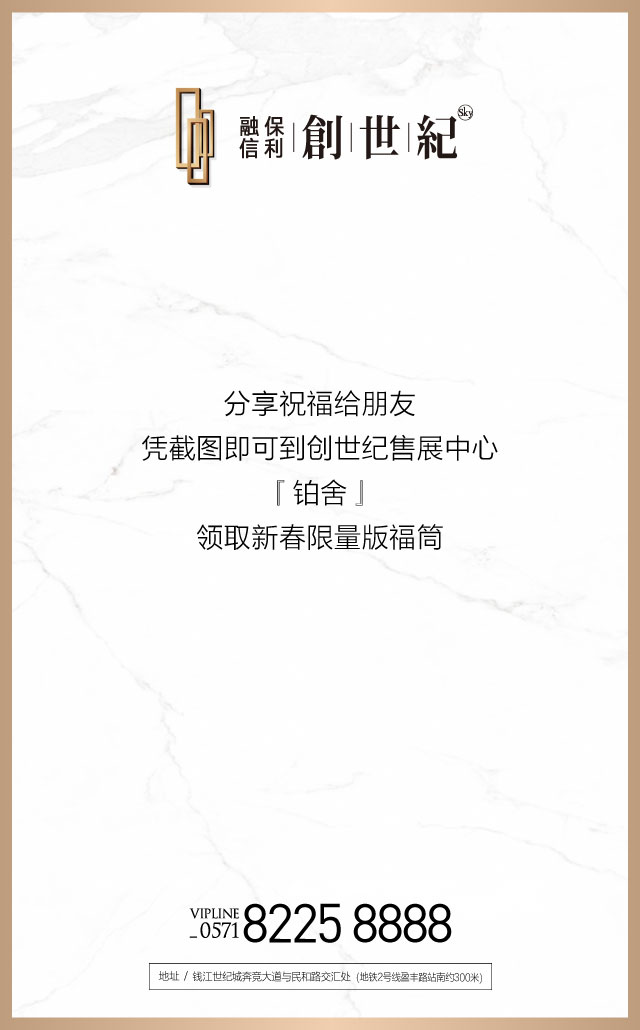 融保
信利
創世紀
Sky
分享祝福给朋友
凭截图即可到创世纪售展中心
『铂舍』
领取新春限量版福筒
VIPLINE
_0571 8225 8888
地址 / 钱江世纪城奔竞大道与民和路交汇处 (地铁2号线盈丰路站南约300米)